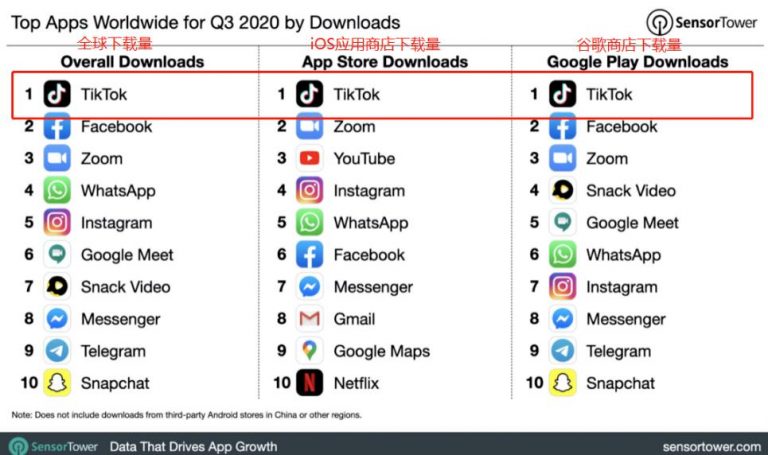 Top Apps Worldwide for Q3 2020 by Downloads
SensorTower
全球下载量
iOS应用商店下载量
谷歌商店下载量
Overall Downloads
App Store Downloads
Google Play Downloads
1 TikTok
1 TikTok
1 TikTok
2 Facebook
2 Zoom
2 Facebook
3 Zoom
3 YouTube
3 Zoom
4 WhatsApp
4 Instagram
4 Snack Video
5 Instagram
5 WhatsApp
5 Google Meet
6 Google Meet
6 Facebook
6 WhatsApp
7 Snack Video
7 Messenger
7 Instagram
8 Messenger
8 Gmail
8 Messenger
9 Telegram
9 Google Maps
9 Telegram
10 Snapchat
10 Netflix
10 Snapchat
Note: Does not include downloads from third-party Android stores in China or other regions.
SensorTower
Data That Drives App Growth
sensortower.com